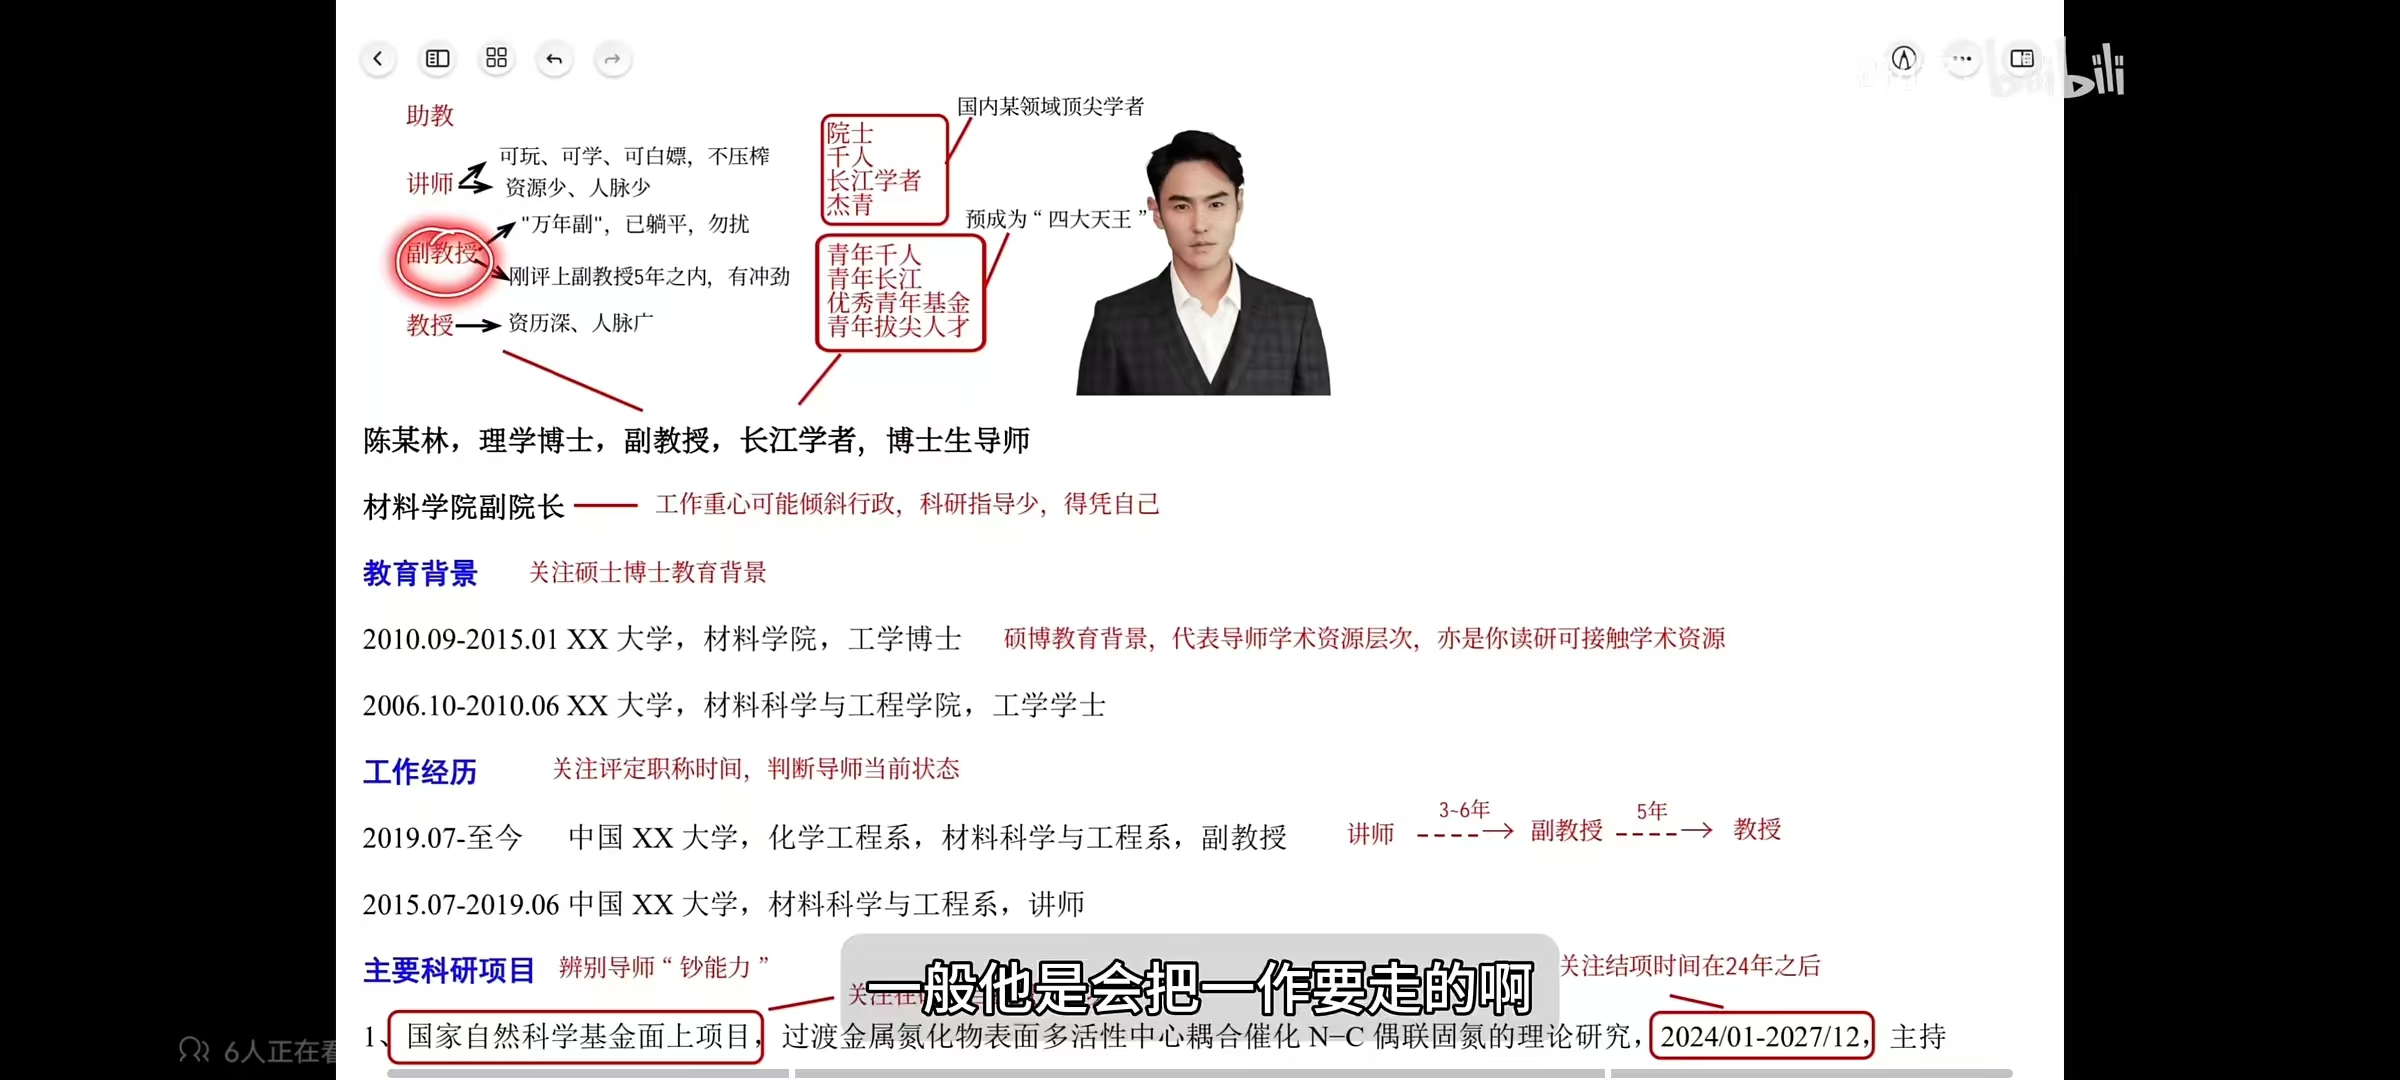 bilibili
助教
讲师
可玩、可学、可白嫖，不压榨
资源少、人脉少
副教授
"万年副"，已躺平，勿扰
刚评上副教授5年之内，有冲劲
教授
资历深、人脉广
院士
千人
长江学者
杰青
国内某领域顶尖学者
青年千人
青年长江
优秀青年基金
青年拔尖人才
预成为“四大天王”
陈某林，理学博士，副教授，长江学者，博士生导师
材料学院副院长 工作重心可能倾斜行政，科研指导少，得凭自己
教育背景 关注硕士博士教育背景
2010.09-2015.01 XX 大学，材料学院，工学博士 硕博教育背景，代表导师学术资源层次，亦是你读研可接触学术资源
2006.10-2010.06 XX 大学，材料科学与工程学院，工学学士
工作经历 关注评定职称时间，判断导师当前状态
2019.07-至今 中国 XX 大学，化学工程系，材料科学与工程系，副教授
讲师 3~6年 副教授 5年 教授
2015.07-2019.06 中国 XX 大学，材料科学与工程系，讲师
主要科研项目 辨别导师“钞能力”
关注结项时间在24年之后
一般他是会把一作要走的啊
1、国家自然科学基金面上项目，过渡金属氮化物表面多活性中心耦合催化 N−C 偶联固氮的理论研究，2024/01-2027/12，主持
6人正在看